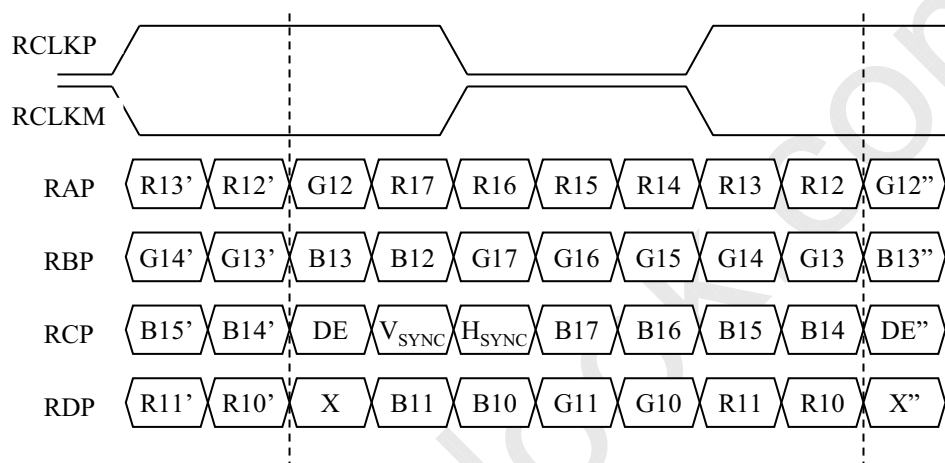 RCLKP
RCLKM
RAP R13’ R12’ G12 R17 R16 R15 R14 R13 R12 G12”
RBP G14’ G13’ B13 B12 G17 G16 G15 G14 G13 B13”
RCP B15’ B14’ DE VSYNC HSYNC B17 B16 B15 B14 DE”
RDP R11’ R10’ X B11 B10 G11 G10 R11 R10 X”